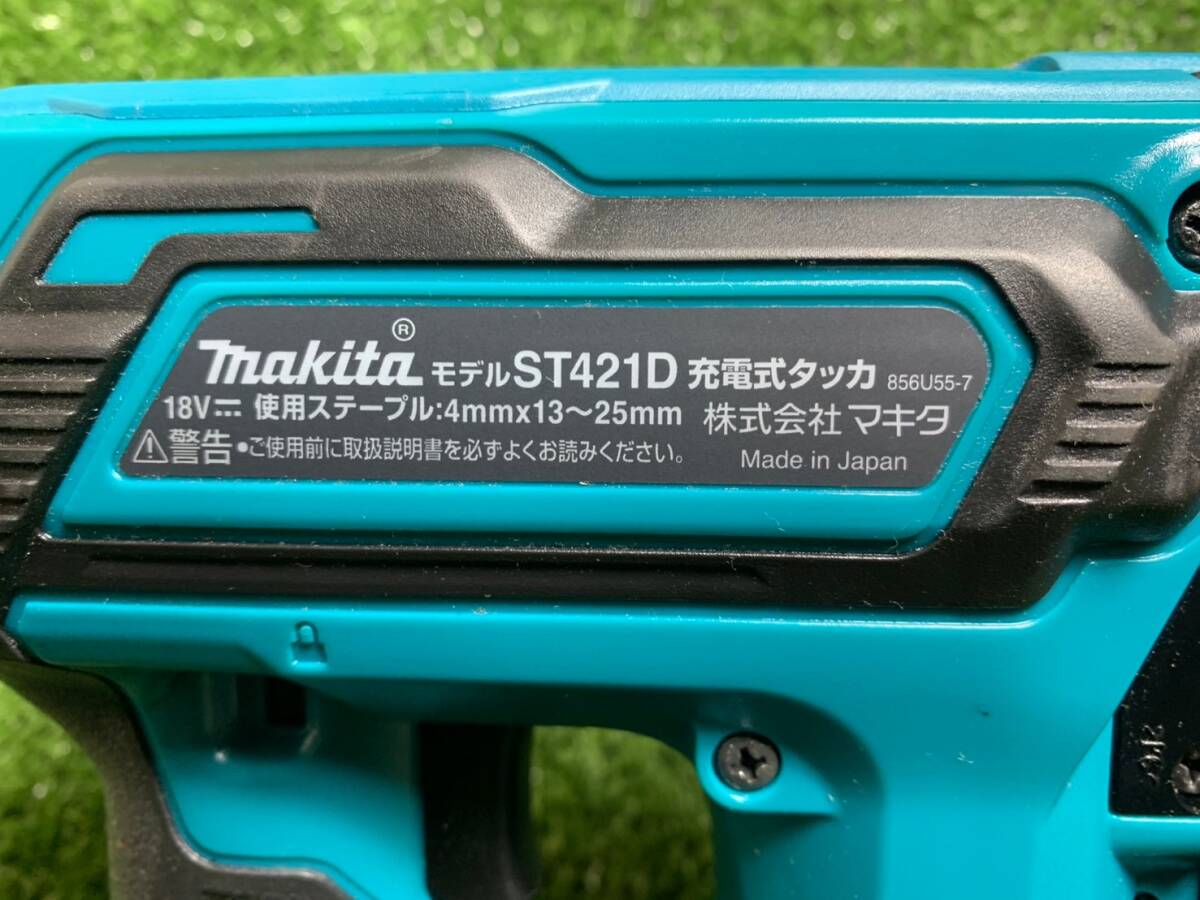 makita® モデルST421D 充電式タッカ 856U55-7
18V⎓ 使用ステープル:4mmx13～25mm 株式会社マキタ
⚠警告•ご使用前に取扱説明書を必ずよくお読みください。 Made in Japan